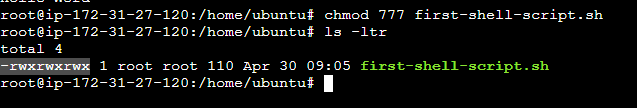 root@ip-172-31-27-120:/home/ubuntu# chmod 777 first-shell-script.sh
root@ip-172-31-27-120:/home/ubuntu# ls -ltr
total 4
-rwxrwxrwx 1 root root 110 Apr 30 09:05 first-shell-script.sh
root@ip-172-31-27-120:/home/ubuntu#